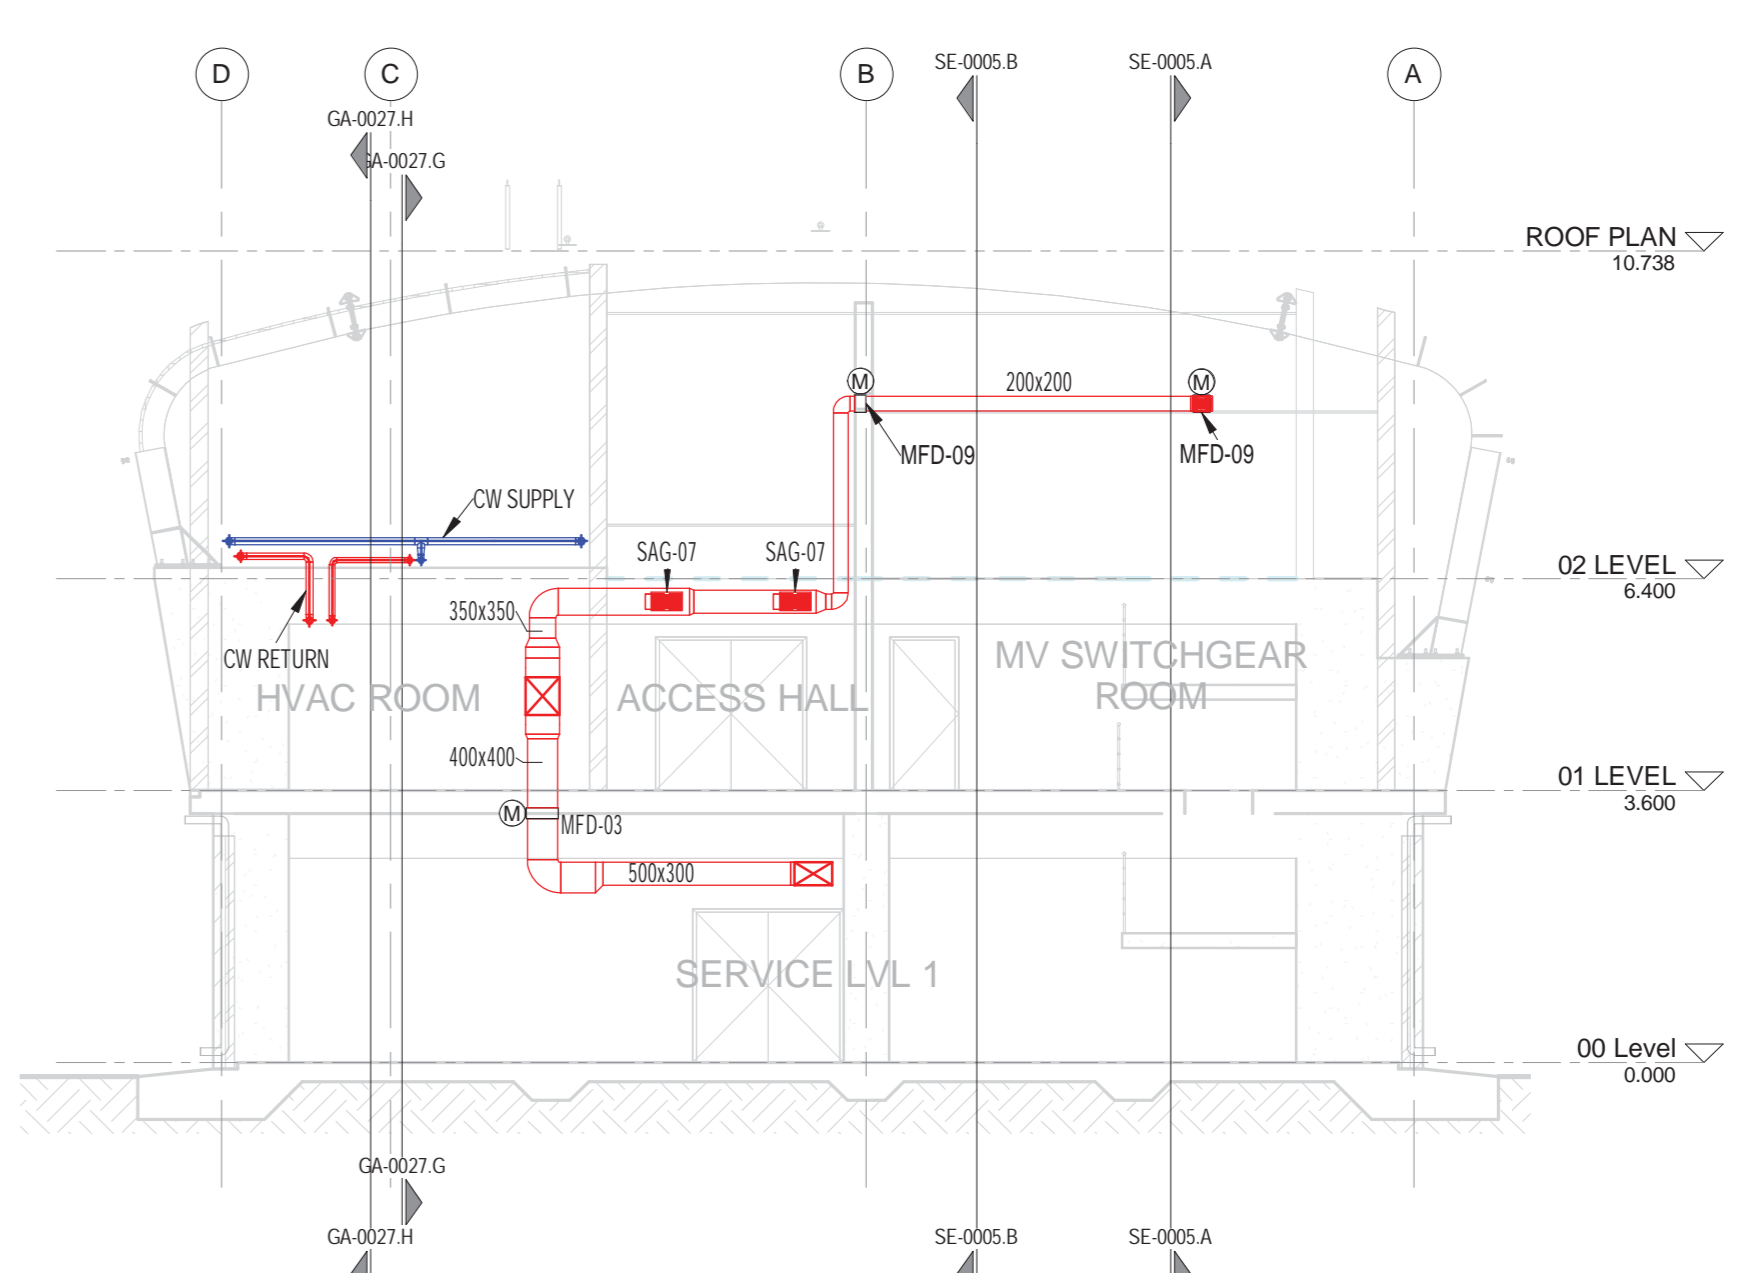 D
C
B
A
SE-0005.B
SE-0005.A
GA-0027.H
GA-0027.G
ROOF PLAN
10.738
M
200x200
M
MFD-09
MFD-09
CW SUPPLY
SAG-07
SAG-07
02 LEVEL
6.400
350x350
CW RETURN
HVAC ROOM
ACCESS HALL
MV SWITCHGEAR
ROOM
400x400
01 LEVEL
3.600
M
MFD-03
500x300
SERVICE LVL 1
00 Level
0.000
GA-0027.G
GA-0027.H
SE-0005.B
SE-0005.A